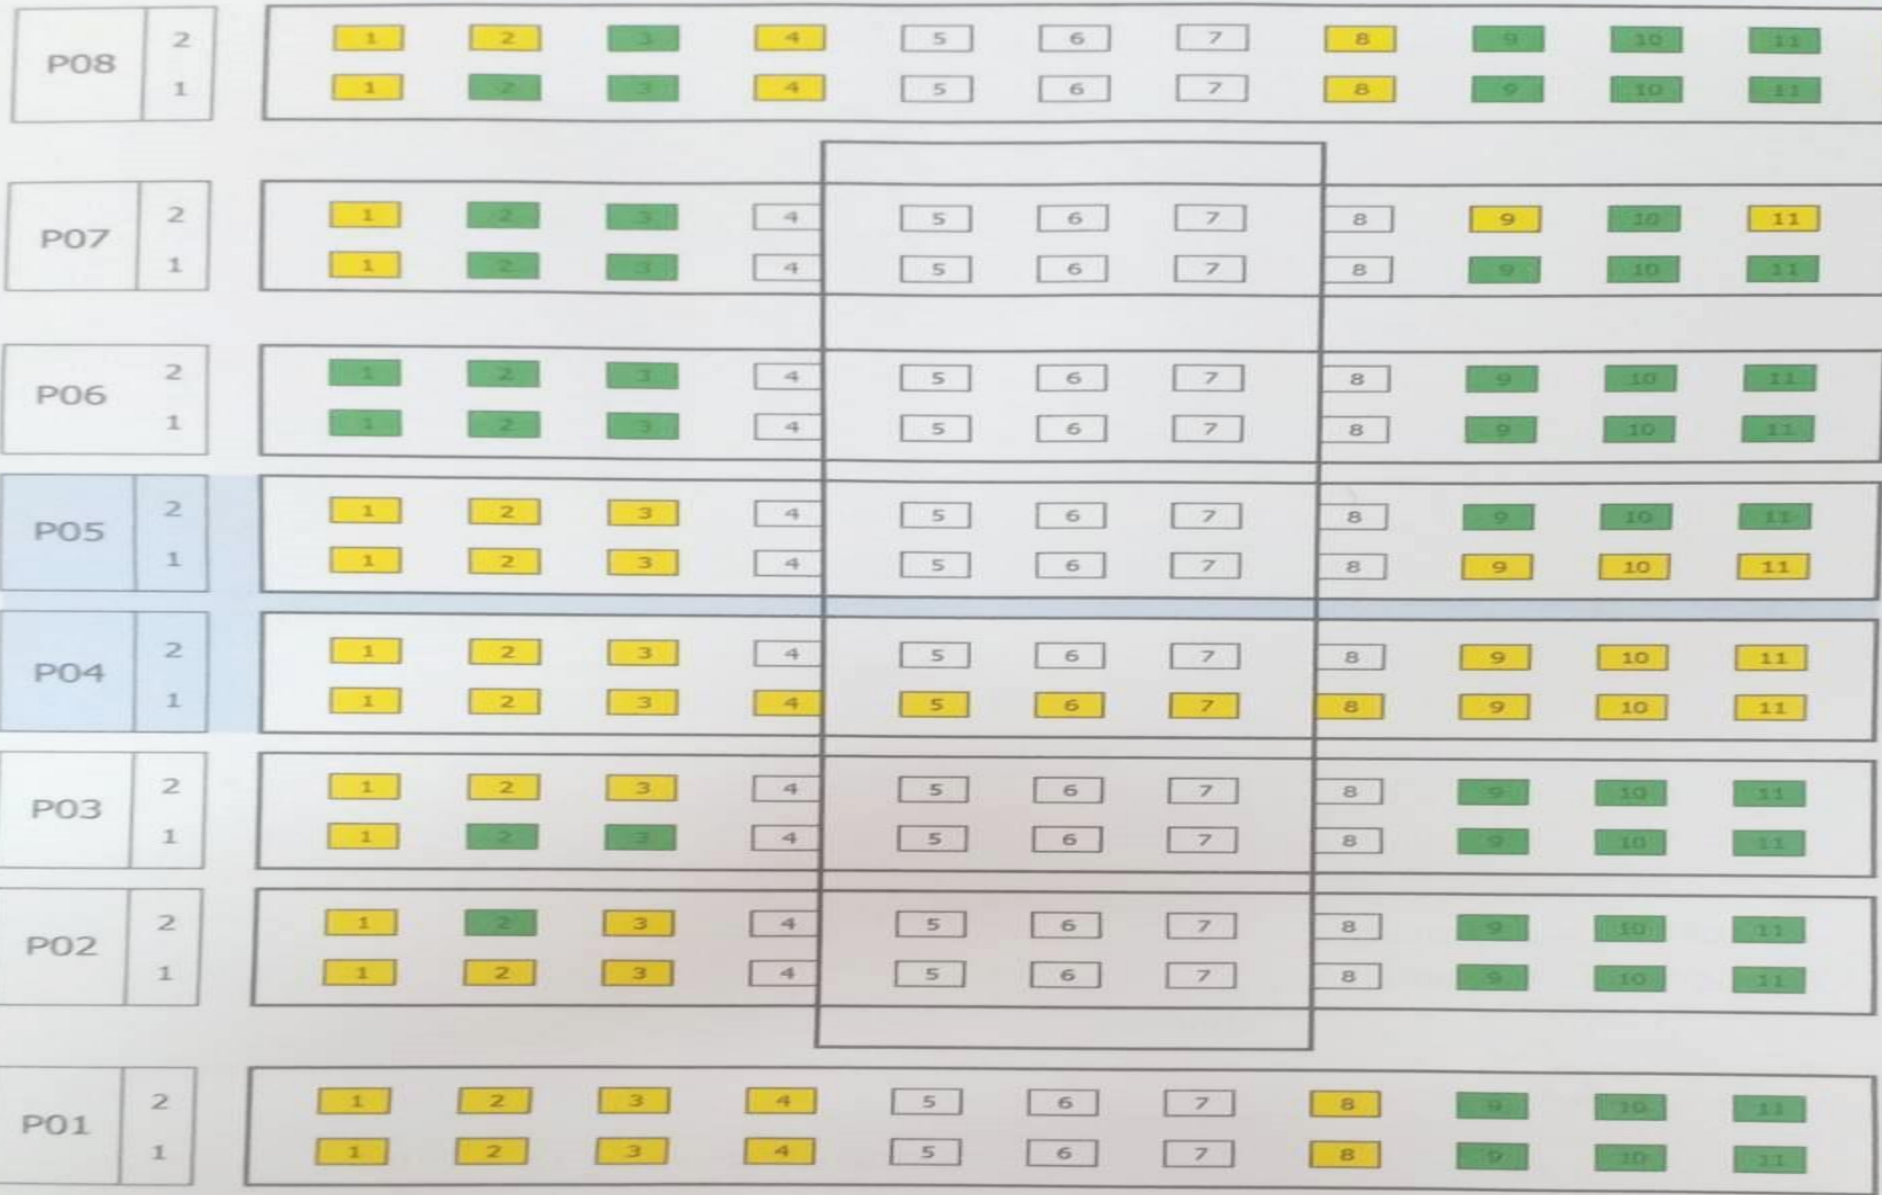 P08 2 1 2 3 4 5 6 7 8 9 10 11
1 1 2 3 4 5 6 7 8 9 10 11
P07 2 1 2 3 4 5 6 7 8 9 10 11
1 1 2 3 4 5 6 7 8 9 10 11
P06 2 1 2 3 4 5 6 7 8 9 10 11
1 1 2 3 4 5 6 7 8 9 10 11
P05 2 1 2 3 4 5 6 7 8 9 10 11
1 1 2 3 4 5 6 7 8 9 10 11
P04 2 1 2 3 4 5 6 7 8 9 10 11
1 1 2 3 4 5 6 7 8 9 10 11
P03 2 1 2 3 4 5 6 7 8 9 10 11
1 1 2 3 4 5 6 7 8 9 10 11
P02 2 1 2 3 4 5 6 7 8 9 10 11
1 1 2 3 4 5 6 7 8 9 10 11
P01 2 1 2 3 4 5 6 7 8 9 10 11
1 1 2 3 4 5 6 7 8 9 10 11